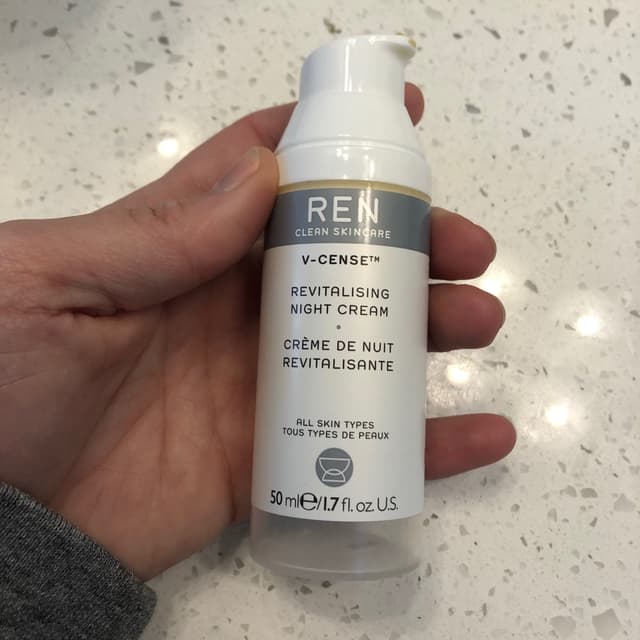 REN
CLEAN SKINCARE
V-CENSE™
REVITALISING
NIGHT CREAM
•
CRÈME DE NUIT
REVITALISANTE
ALL SKIN TYPES
TOUS TYPES DE PEAUX
50 ml℮/1.7 fl. oz. U.S.